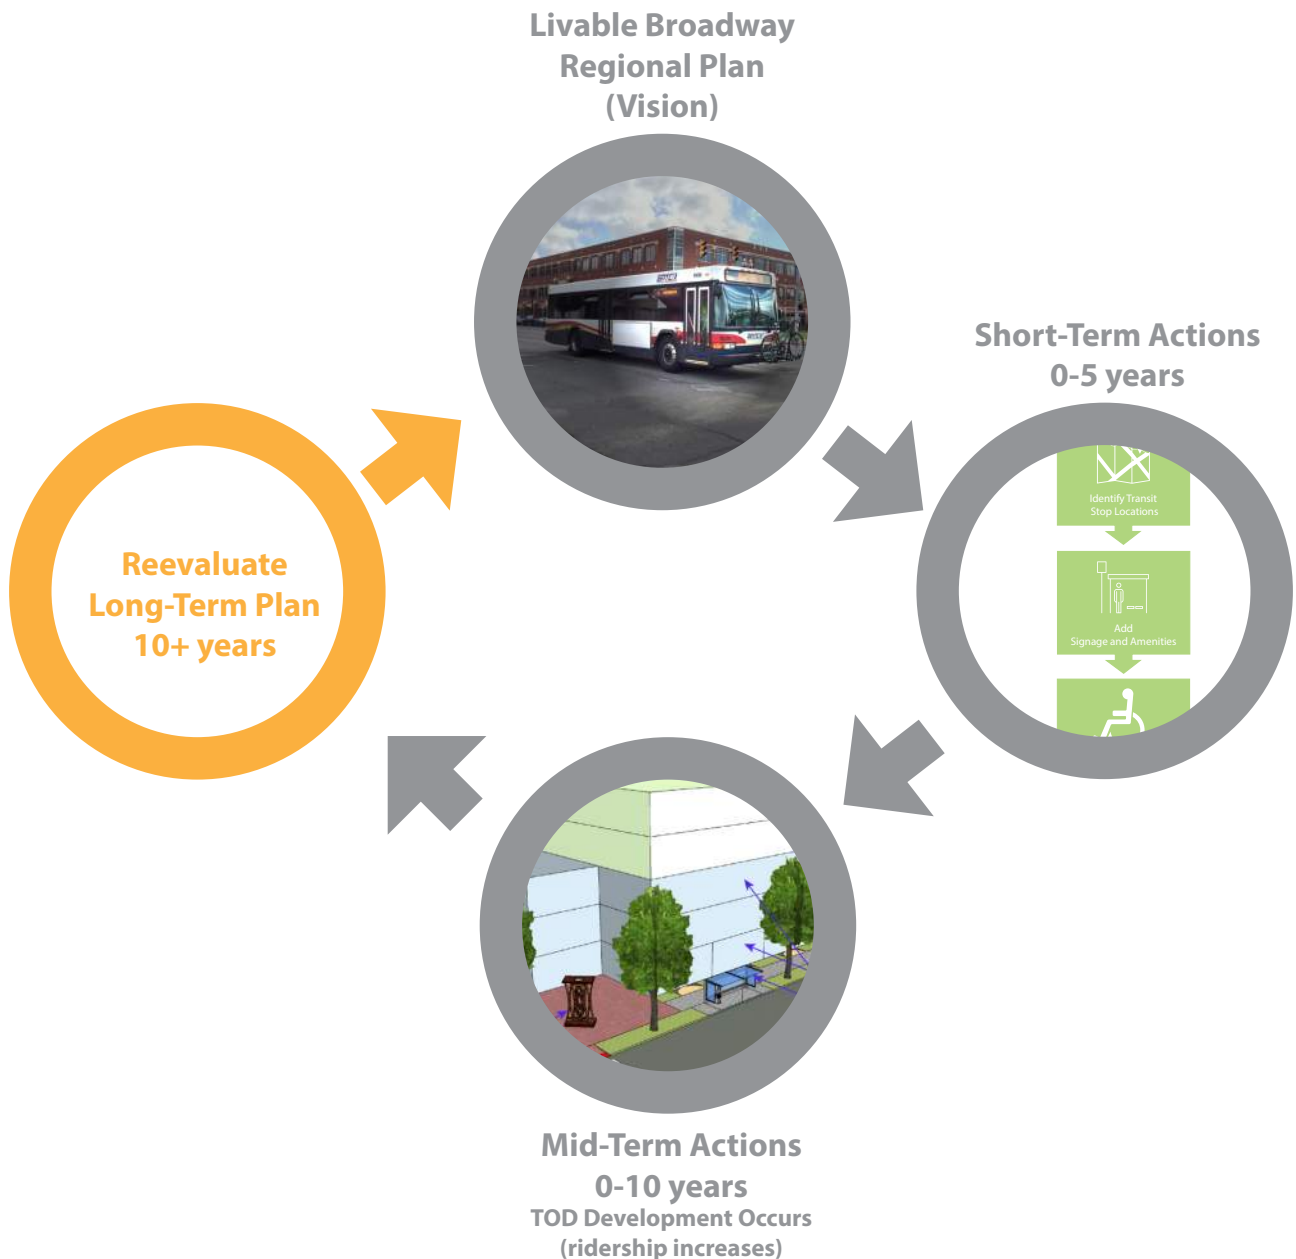 Livable Broadway
Regional Plan
(Vision)
Short-Term Actions
0-5 years
Identify Transit
Stop Locations
Add
Signage and Amenities
Reevaluate
Long-Term Plan
10+ years
Mid-Term Actions
0-10 years
TOD Development Occurs
(ridership increases)